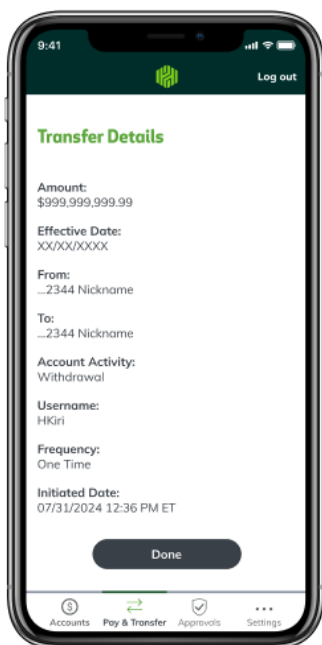 9:41
Log out
Transfer Details
Amount:
$999,999,999.99
Effective Date:
XX/XX/XXXX
From:
...2344 Nickname
To:
...2344 Nickname
Account Activity:
Withdrawal
Username:
HKiri
Frequency:
One Time
Initiated Date:
07/31/2024 12:36 PM ET
Done
Accounts Pay & Transfer Approvals Settings